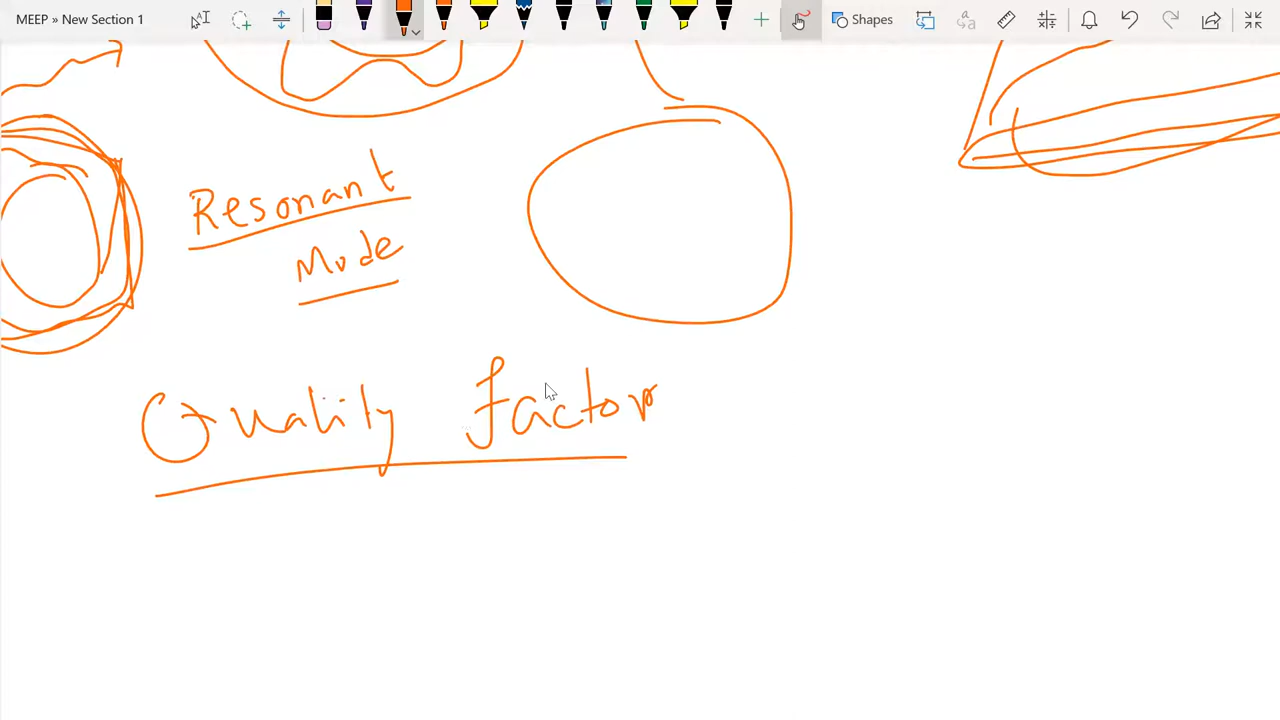 MEEP » New Section 1
Shapes
Resonant
Mode
Quality factor